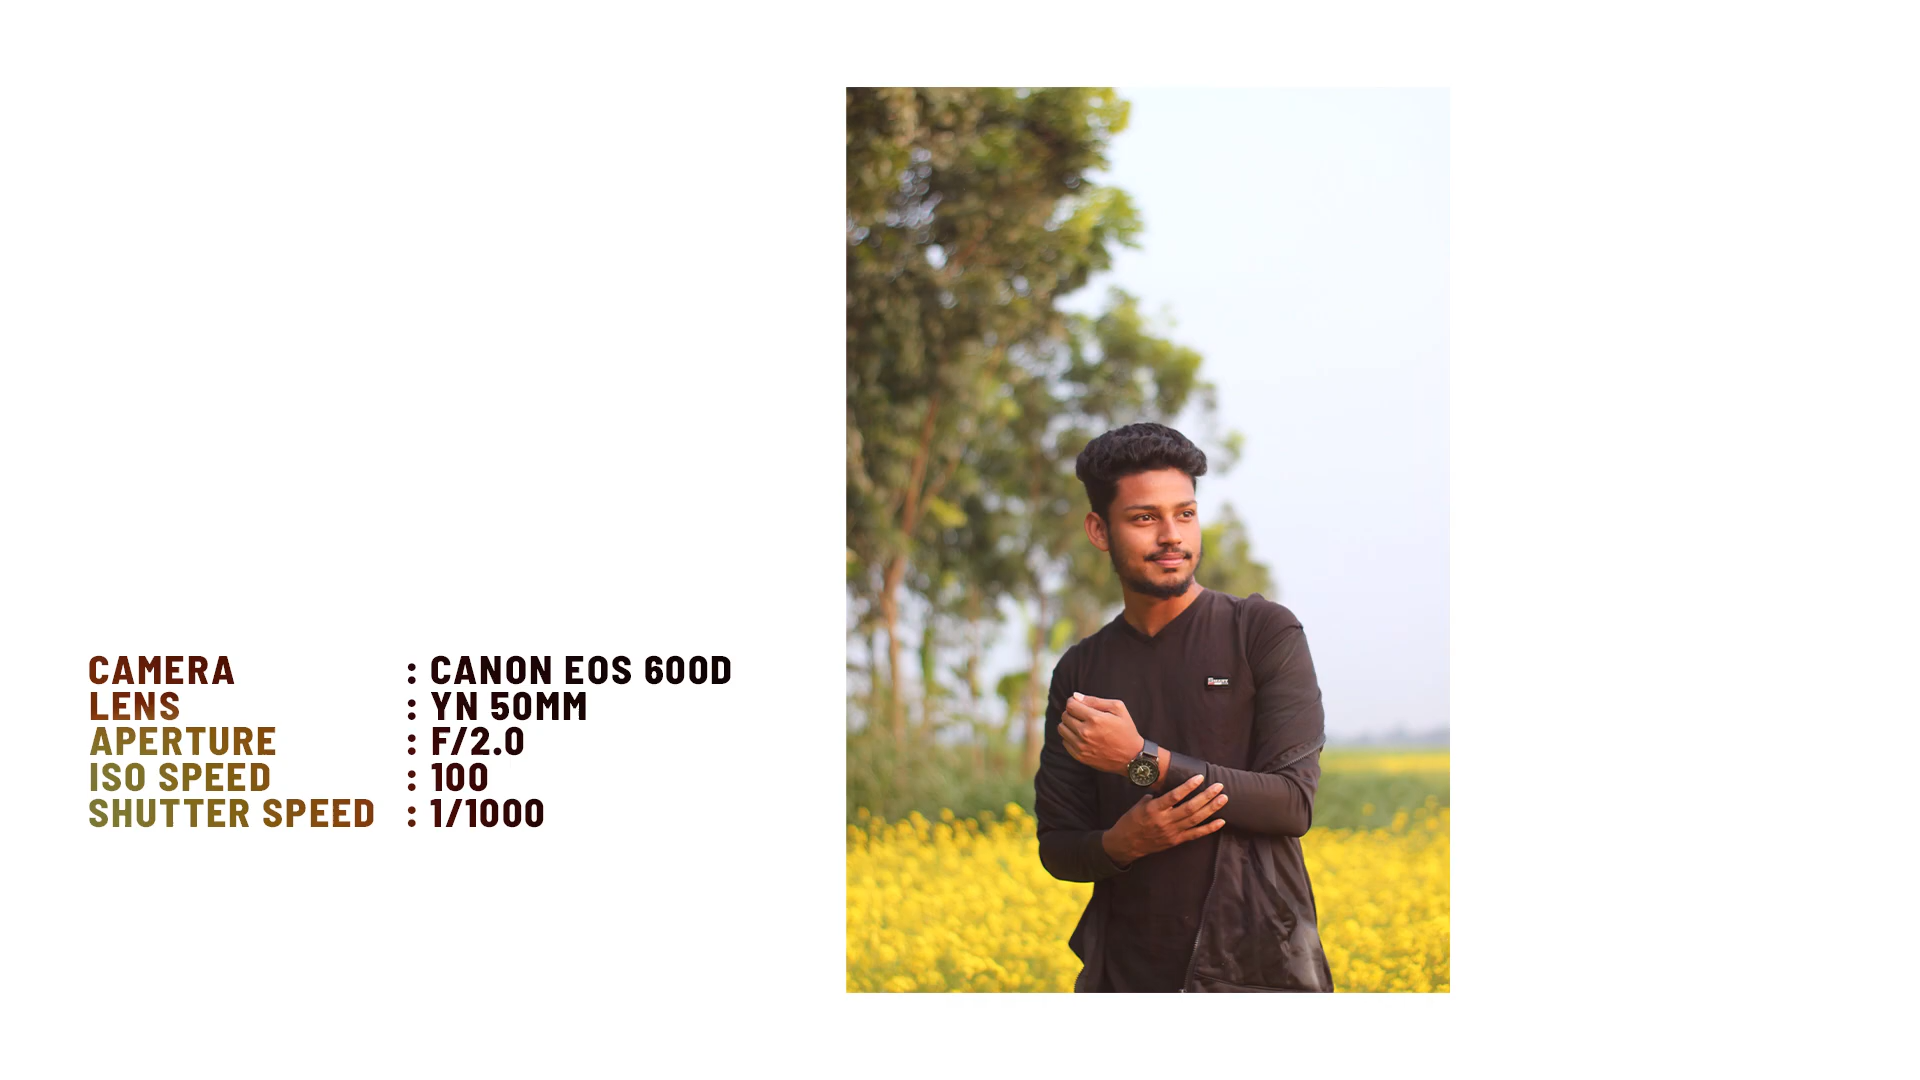 CAMERA : CANON EOS 600D
LENS : YN 50MM
APERTURE : F/2.0
ISO SPEED : 100
SHUTTER SPEED : 1/1000